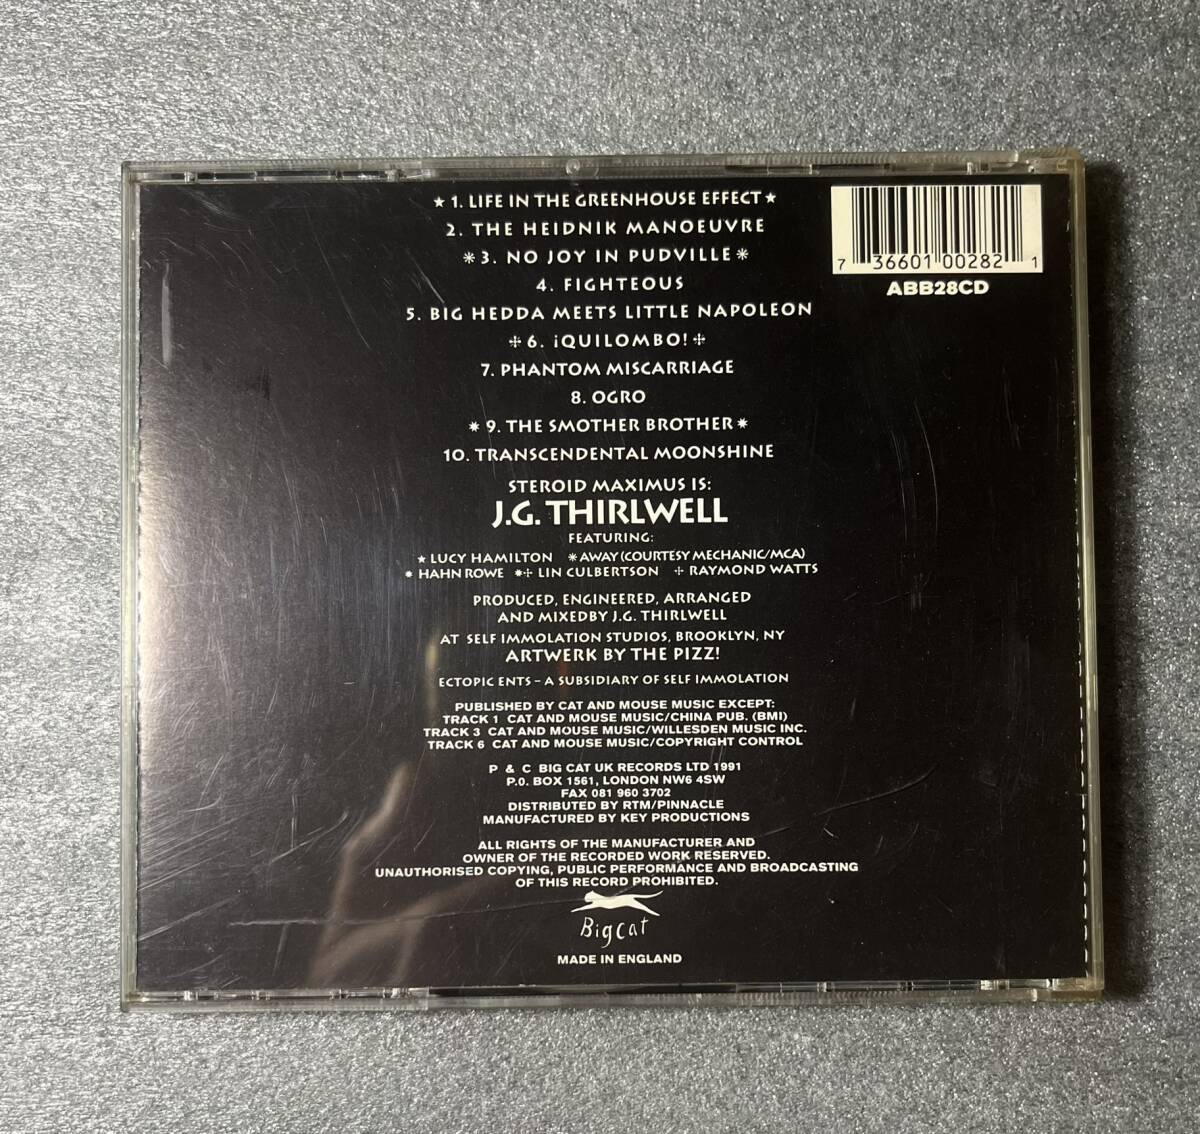 ★ 1. LIFE IN THE GREENHOUSE EFFECT ★
2. THE HEIDNIK MANOEUVRE
✳ 3. NO JOY IN PUDVILLE ✳
4. FIGHTEOUS
5. BIG HEDDA MEETS LITTLE NAPOLEON
✢ 6. ¡QUILOMBO! ✢
7. PHANTOM MISCARRIAGE
8. OGRO
✷ 9. THE SMOTHER BROTHER ✷
10. TRANSCENDENTAL MOONSHINE
7 36601 00282 1
ABB28CD
STEROID MAXIMUS IS:
J.G. THIRLWELL
FEATURING:
★ LUCY HAMILTON ✳ AWAY (COURTESY MECHANIC/MCA)
✷ HAHN ROWE ✷✢ LIN CULBERTSON ✢ RAYMOND WATTS
PRODUCED, ENGINEERED, ARRANGED
AND MIXEDBY J.G. THIRLWELL
AT SELF IMMOLATION STUDIOS, BROOKLYN, NY
ARTWERK BY THE PIZZ!
ECTOPIC ENTS – A SUBSIDIARY OF SELF IMMOLATION
PUBLISHED BY CAT AND MOUSE MUSIC EXCEPT:
TRACK 1 CAT AND MOUSE MUSIC/CHINA PUB. (BMI)
TRACK 3 CAT AND MOUSE MUSIC/WILLESDEN MUSIC INC.
TRACK 6 CAT AND MOUSE MUSIC/COPYRIGHT CONTROL
P & C BIG CAT UK RECORDS LTD 1991
P.O. BOX 1561, LONDON NW6 4SW
FAX 081 960 3702
DISTRIBUTED BY RTM/PINNACLE
MANUFACTURED BY KEY PRODUCTIONS
ALL RIGHTS OF THE MANUFACTURER AND
OWNER OF THE RECORDED WORK RESERVED.
UNAUTHORISED COPYING, PUBLIC PERFORMANCE AND BROADCASTING
OF THIS RECORD PROHIBITED.
Big Cat
MADE IN ENGLAND